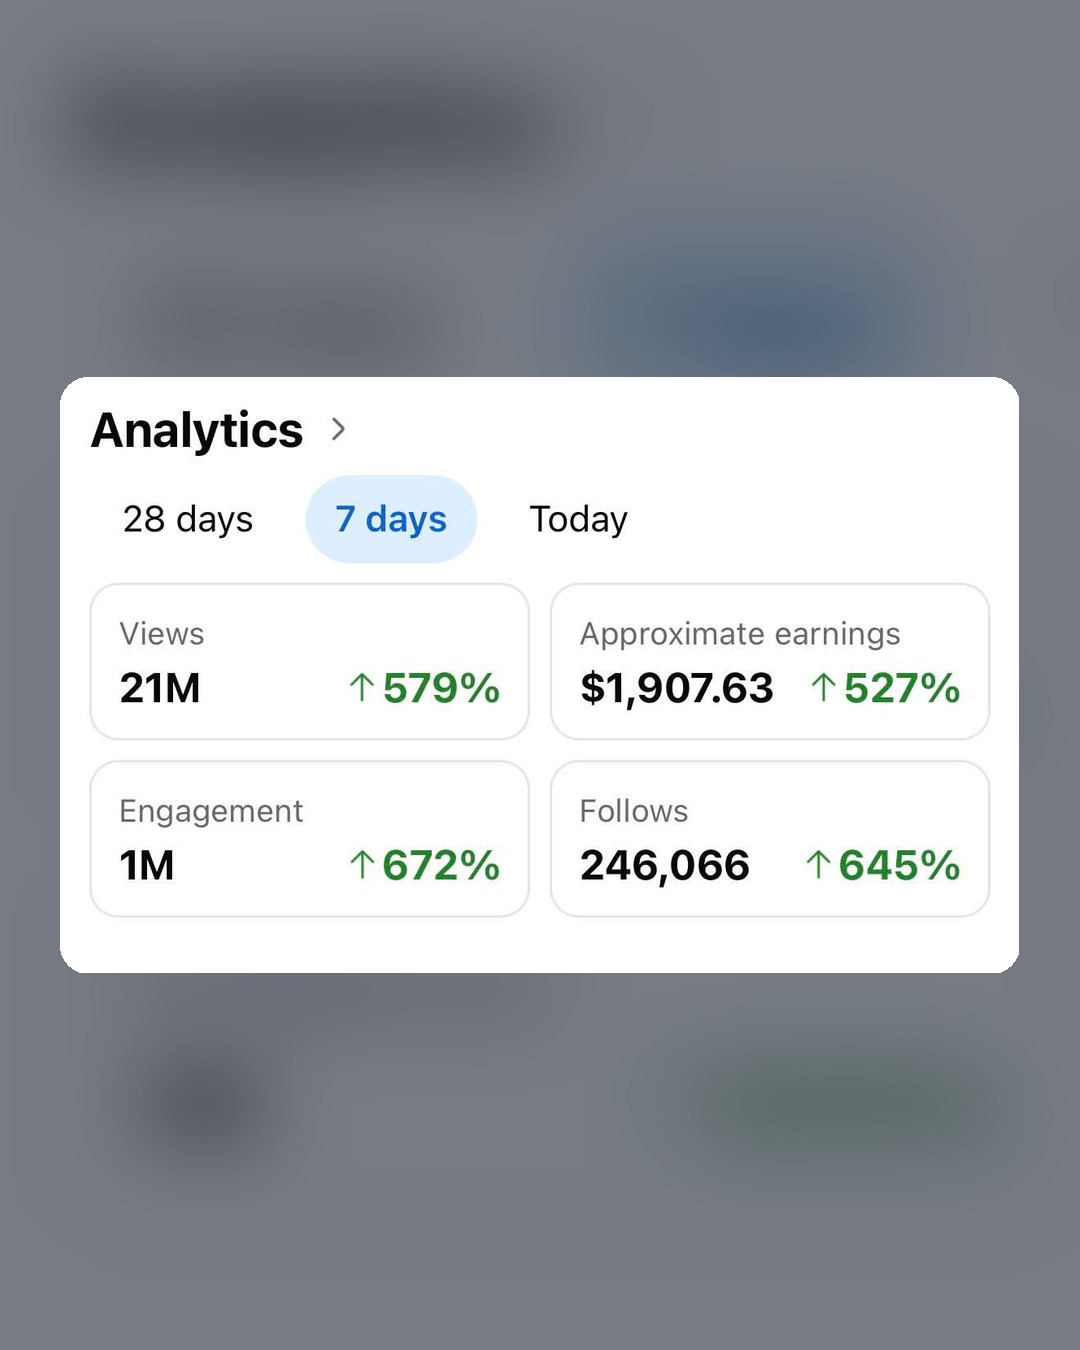 Analytics
28 days 7 days Today
Views
21M ↑579%
Approximate earnings
$1,907.63 ↑527%
Engagement
1M ↑672%
Follows
246,066 ↑645%